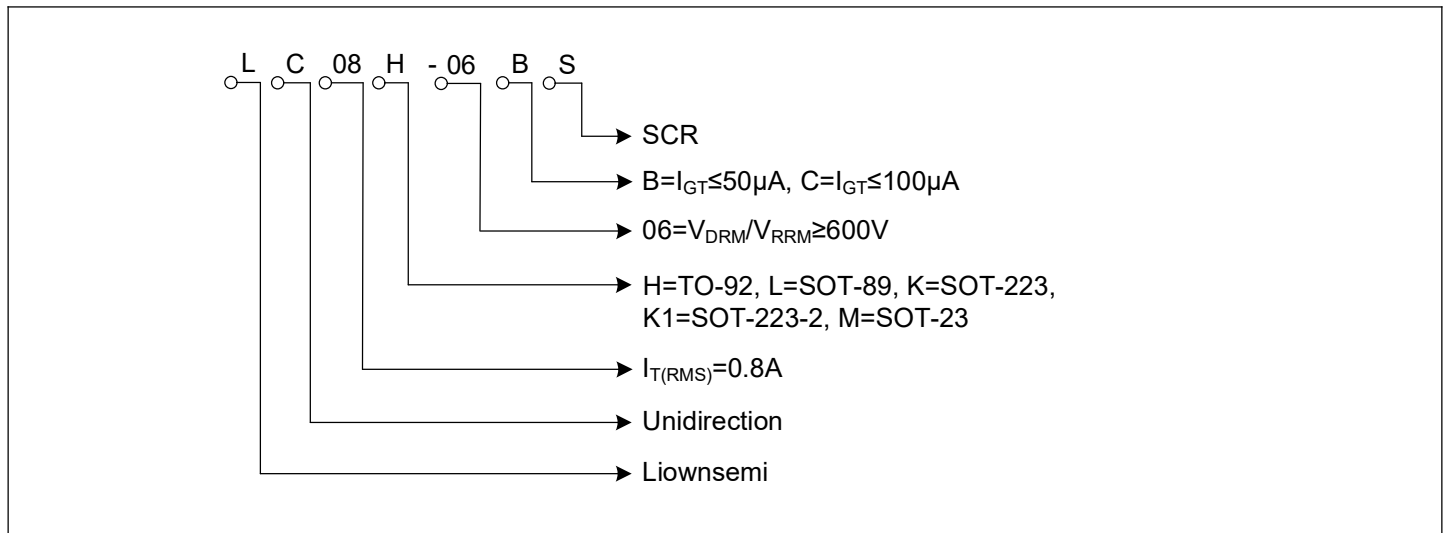 L C 08 H - 06 B S
SCR
B=IGT≤50μA, C=IGT≤100μA
06=VDRM/VRRM≥600V
H=TO-92, L=SOT-89, K=SOT-223,
K1=SOT-223-2, M=SOT-23
IT(RMS)=0.8A
Unidirection
Liownsemi